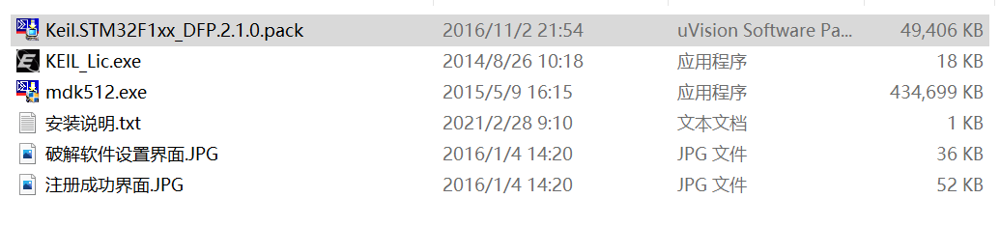 Keil.STM32F1xx_DFP.2.1.0.pack 2016/11/2 21:54 uVision Software Pa... 49,406 KB
KEIL_Lic.exe 2014/8/26 10:18 应用程序 18 KB
mdk512.exe 2015/5/9 16:15 应用程序 434,699 KB
安装说明.txt 2021/2/28 9:10 文本文档 1 KB
破解软件设置界面.JPG 2016/1/4 14:20 JPG 文件 36 KB
注册成功界面.JPG 2016/1/4 14:20 JPG 文件 52 KB